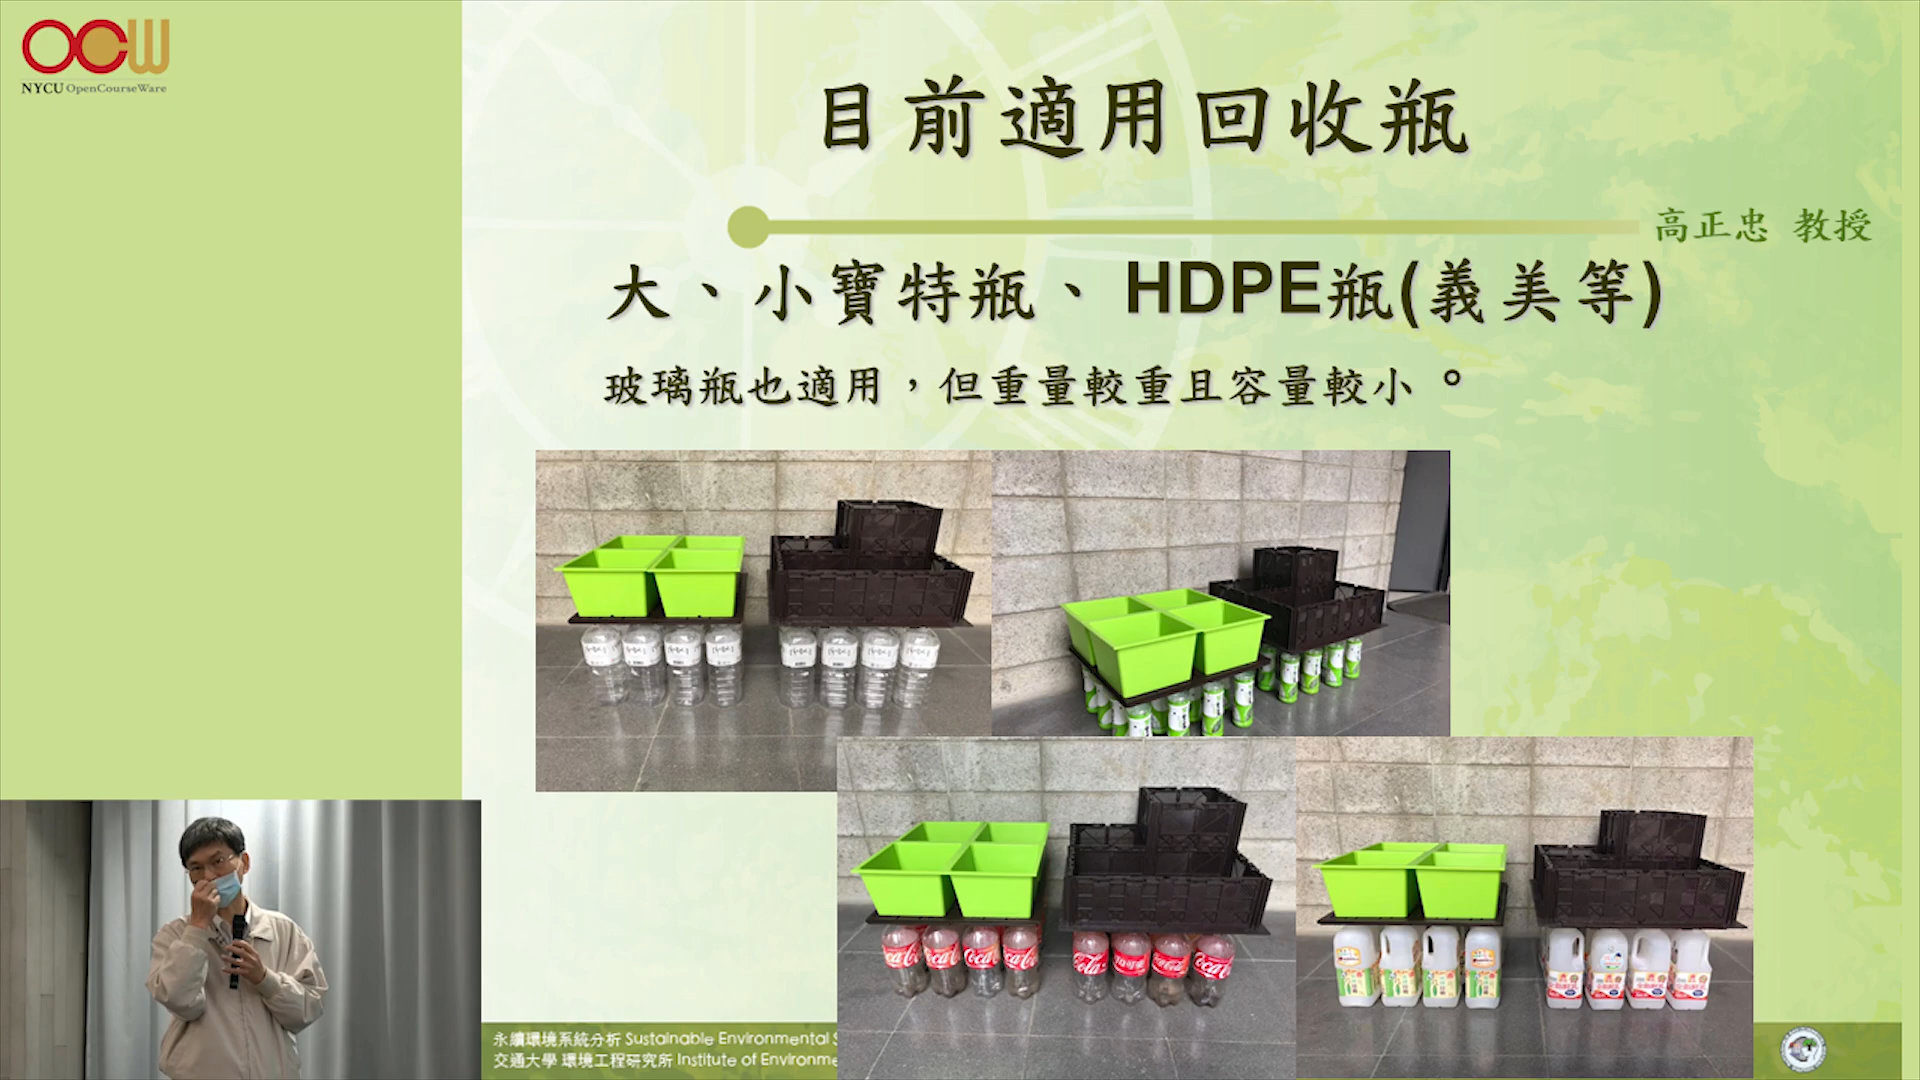 OCW
NYCU OpenCourseWare
目前適用回收瓶
高正忠 教授
大、小寶特瓶、HDPE瓶(義美等)
玻璃瓶也適用，但重量較重且容量較小。
永續環境系統分析 Sustainable Environmental S
交通大學 環境工程研究所 Institute of Environme